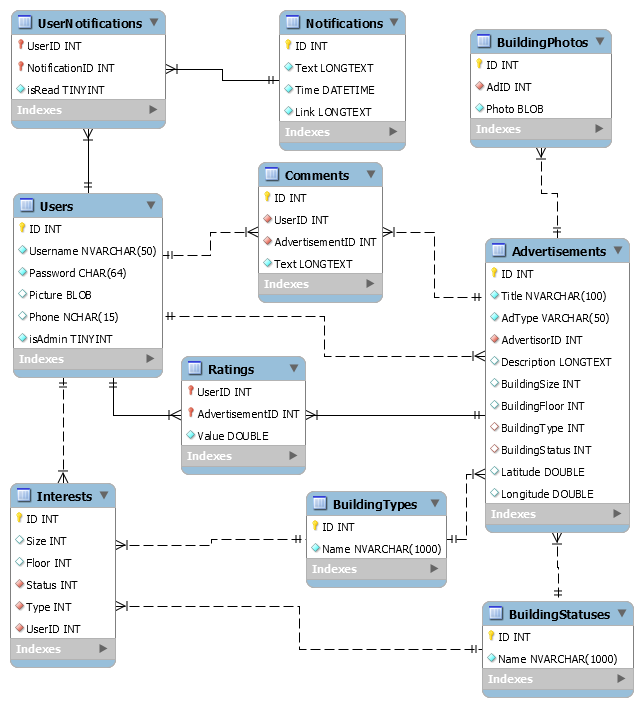 UserNotifications
UserID INT
NotificationID INT
isRead TINYINT
Indexes
Notifications
ID INT
Text LONGTEXT
Time DATETIME
Link LONGTEXT
Indexes
BuildingPhotos
ID INT
AdID INT
Photo BLOB
Indexes
Users
ID INT
Username NVARCHAR(50)
Password CHAR(64)
Picture BLOB
Phone NCHAR(15)
isAdmin TINYINT
Indexes
Comments
ID INT
UserID INT
AdvertisementID INT
Text LONGTEXT
Indexes
Advertisements
ID INT
Title NVARCHAR(100)
AdType VARCHAR(50)
AdvertisorID INT
Description LONGTEXT
BuildingSize INT
BuildingFloor INT
BuildingType INT
BuildingStatus INT
Latitude DOUBLE
Longitude DOUBLE
Indexes
Ratings
UserID INT
AdvertisementID INT
Value DOUBLE
Indexes
Interests
ID INT
Size INT
Floor INT
Status INT
Type INT
UserID INT
Indexes
BuildingTypes
ID INT
Name NVARCHAR(1000)
Indexes
BuildingStatuses
ID INT
Name NVARCHAR(1000)
Indexes